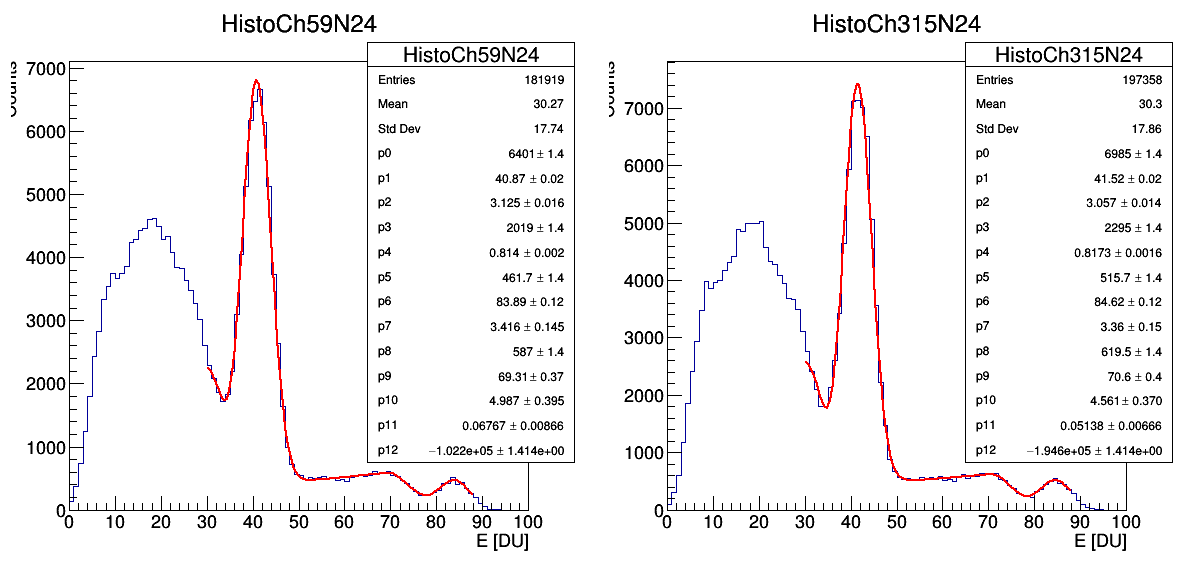 HistoCh59N24
HistoCh59N24
Entries 181919
Mean 30.27
Std Dev 17.74
p0 6401 ± 1.4
p1 40.87 ± 0.02
p2 3.125 ± 0.016
p3 2019 ± 1.4
p4 0.814 ± 0.002
p5 461.7 ± 1.4
p6 83.89 ± 0.12
p7 3.416 ± 0.145
p8 587 ± 1.4
p9 69.31 ± 0.37
p10 4.987 ± 0.395
p11 0.06767 ± 0.00866
p12 −1.022e+05 ± 1.414e+00
7000
6000
5000
4000
3000
2000
1000
0
0 10 20 30 40 50 60 70 80 90 100
E [DU]
HistoCh315N24
HistoCh315N24
Entries 197358
Mean 30.3
Std Dev 17.86
p0 6985 ± 1.4
p1 41.52 ± 0.02
p2 3.057 ± 0.014
p3 2295 ± 1.4
p4 0.8173 ± 0.0016
p5 515.7 ± 1.4
p6 84.62 ± 0.12
p7 3.36 ± 0.15
p8 619.5 ± 1.4
p9 70.6 ± 0.4
p10 4.561 ± 0.370
p11 0.05138 ± 0.00666
p12 −1.946e+05 ± 1.414e+00
7000
6000
5000
4000
3000
2000
1000
0
0 10 20 30 40 50 60 70 80 90 100
E [DU]